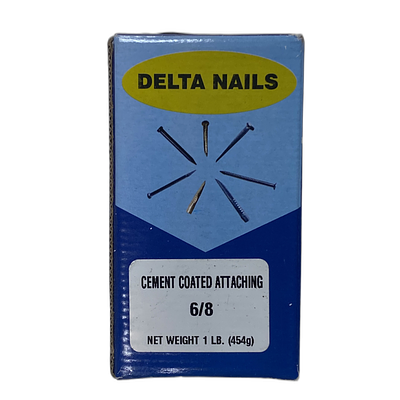 DELTA NAILS
CEMENT COATED ATTACHING
6/8
NET WEIGHT 1 LB. (454g)